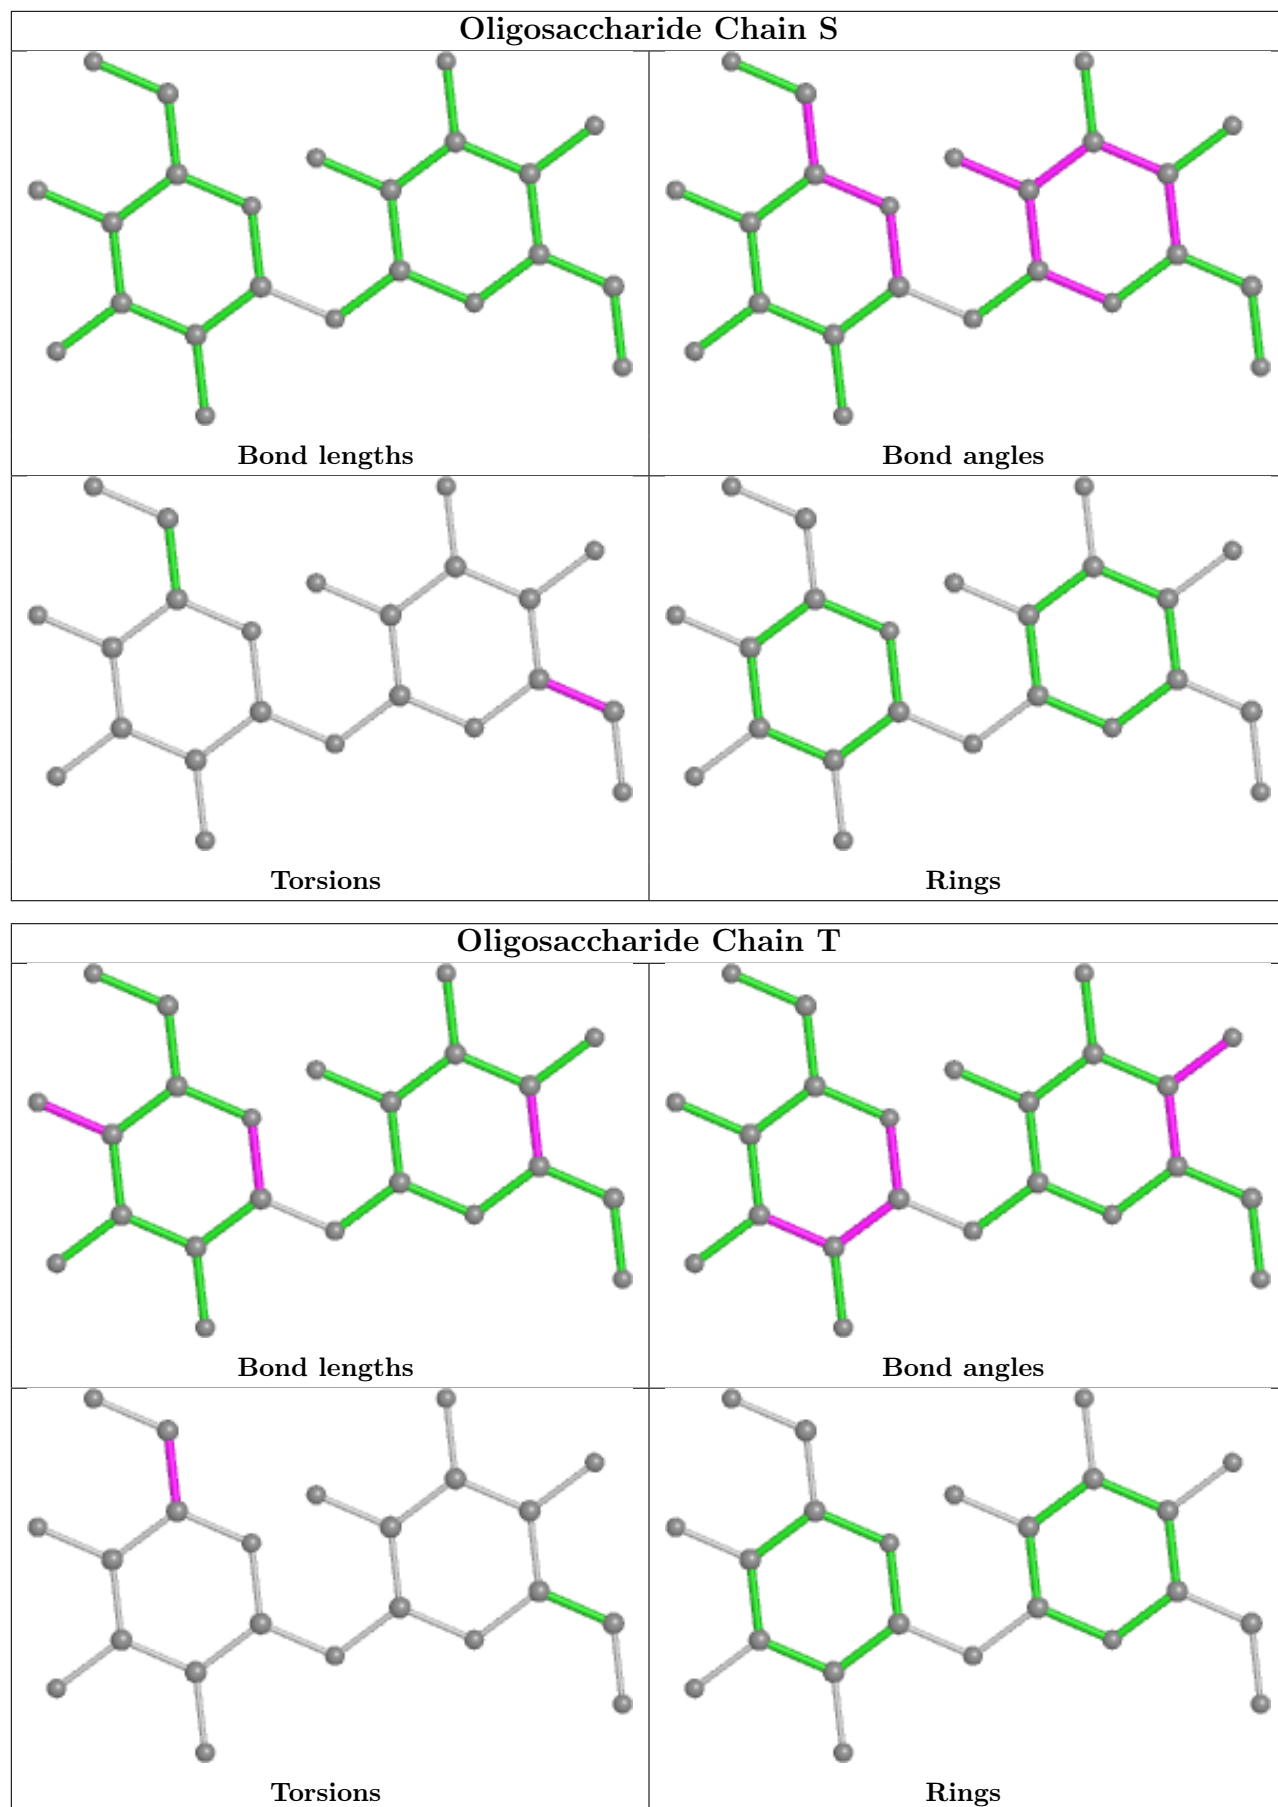 Oligosaccharide Chain S
Bond lengths
Bond angles
Torsions
Rings
Oligosaccharide Chain T
Bond lengths
Bond angles
Torsions
Rings